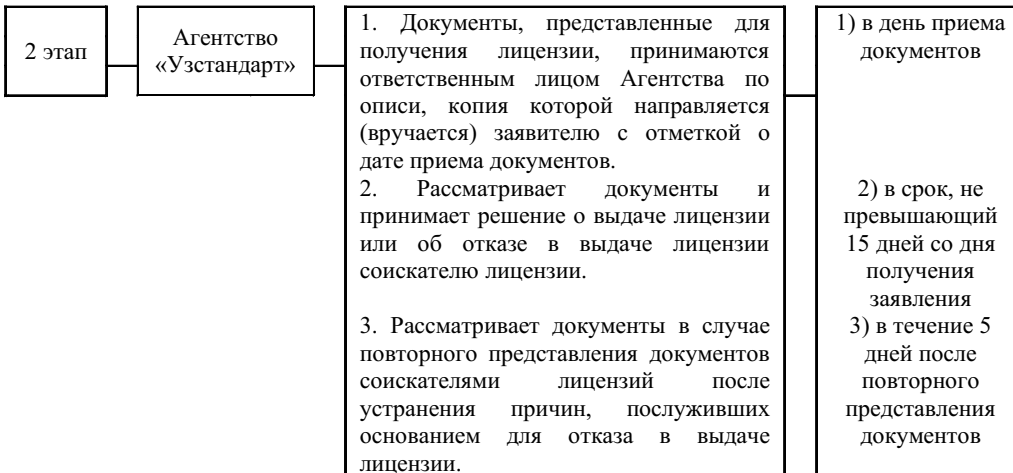 2 этап
Агентство
«Узстандарт»
1. Документы, представленные для
получения лицензии, принимаются
ответственным лицом Агентства по
описи, копия которой направляется
(вручается) заявителю с отметкой о
дате приема документов.
2. Рассматривает документы и
принимает решение о выдаче лицензии
или об отказе в выдаче лицензии
соискателю лицензии.
3. Рассматривает документы в случае
повторного представления документов
соискателями лицензий после
устранения причин, послуживших
основанием для отказа в выдаче
лицензии.
1) в день приема
документов
2) в срок, не
превышающий
15 дней со дня
получения
заявления
3) в течение 5
дней после
повторного
представления
документов